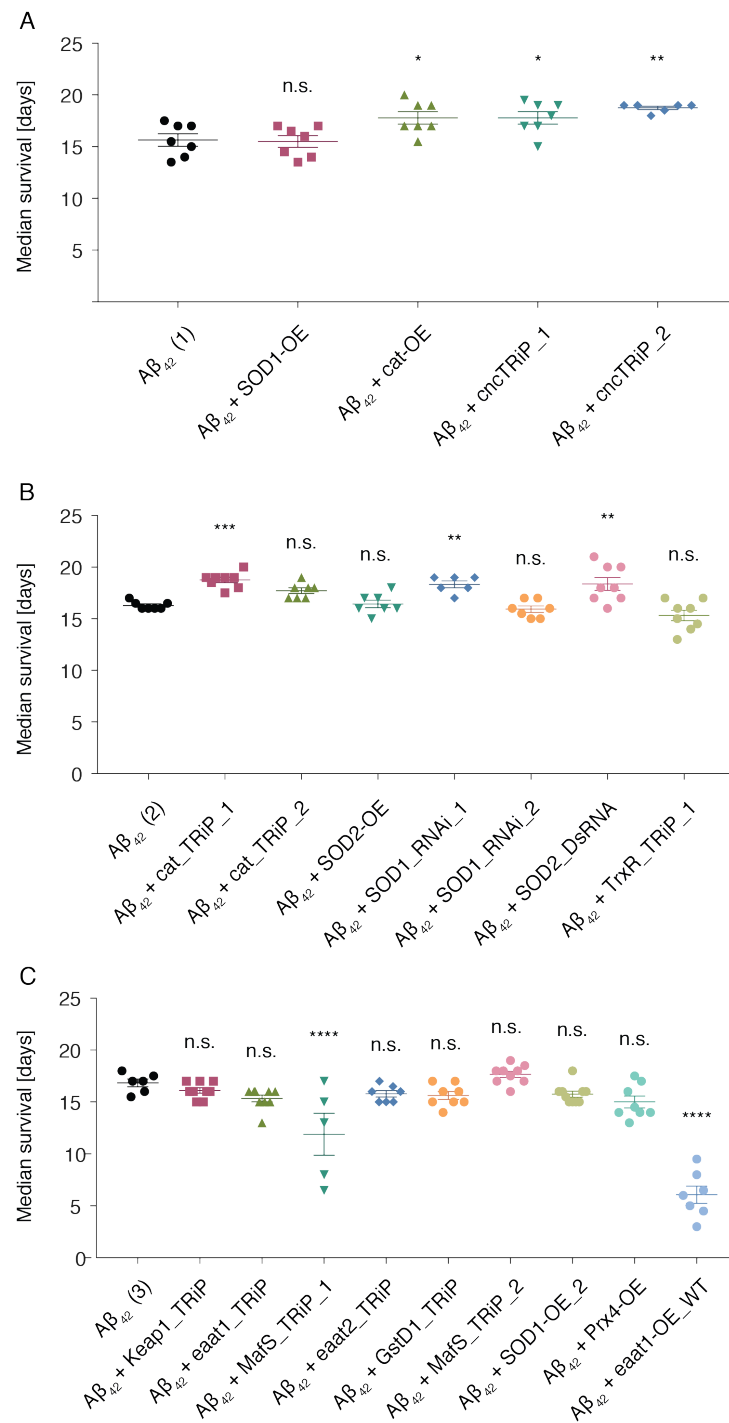 A
Median survival [days]
25
20
15
10
5
n.s.
*
*
**
Aβ42 (1)
Aβ42 + SOD1-OE
Aβ42 + cat-OE
Aβ42 + cncTRiP_1
Aβ42 + cncTRiP_2
B
Median survival [days]
25
20
15
10
5
0
***
n.s.
n.s.
**
n.s.
**
n.s.
Aβ42 (2)
Aβ42 + cat_TRiP_1
Aβ42 + cat_TRiP_2
Aβ42 + SOD2-OE
Aβ42 + SOD1_RNAi_1
Aβ42 + SOD1_RNAi_2
Aβ42 + SOD2_DsRNA
Aβ42 + TrxR_TRiP_1
C
Median survival [days]
25
20
15
10
5
0
n.s.
n.s.
****
n.s.
n.s.
n.s.
n.s.
n.s.
****
Aβ42 (3)
Aβ42 + Keap1_TRiP
Aβ42 + eaat1_TRiP
Aβ42 + MafS_TRiP_1
Aβ42 + eaat2_TRiP
Aβ42 + GstD1_TRiP
Aβ42 + MafS_TRiP_2
Aβ42 + SOD1-OE_2
Aβ42 + Prx4-OE
Aβ42 + eaat1-OE_WT